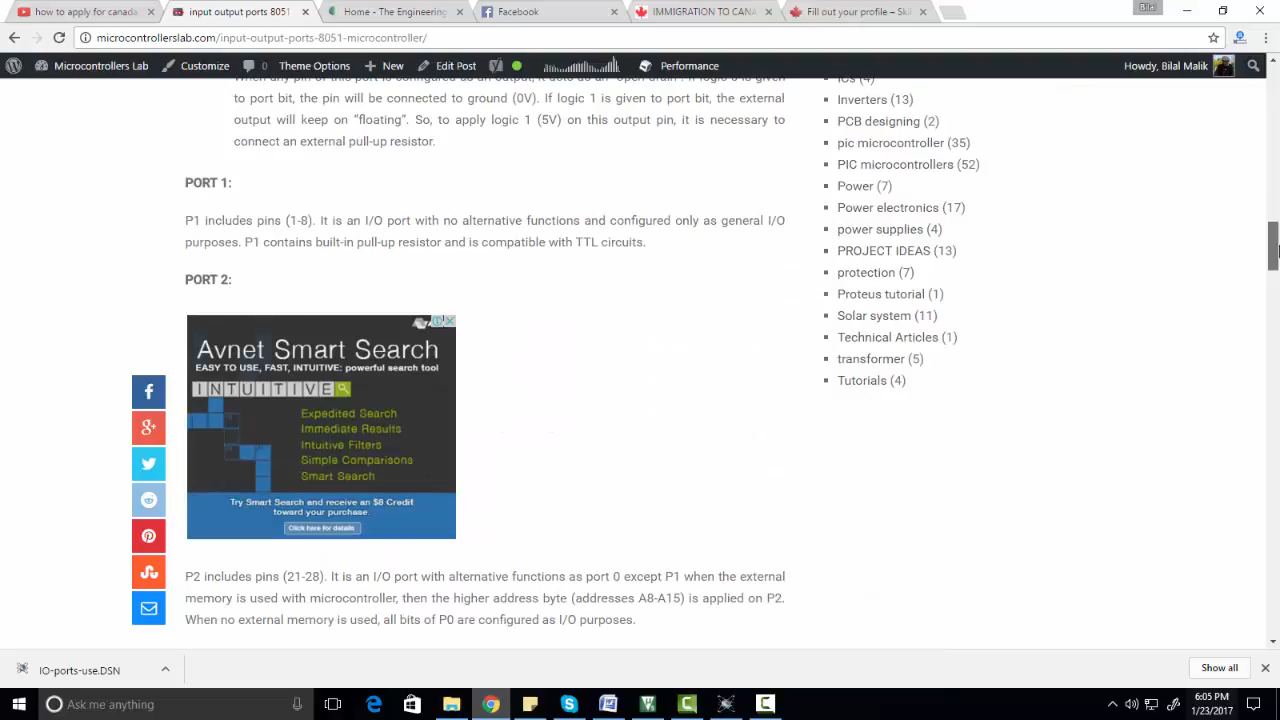 how to apply for canada
input output ports 8051
Home - The Engineering
Facebook
IMMIGRATION TO CANA
Fill out your profile – Skil
microcontrollerslab.com/input-output-ports-8051-microcontroller/
Microcontrollers Lab
Customize
0
Theme Options
New
Edit Post
Performance
Howdy, Bilal Malik
to port bit, the pin will be connected to ground (0V). If logic 1 is given to port bit, the external
output will keep on “floating”. So, to apply logic 1 (5V) on this output pin, it is necessary to
connect an external pull-up resistor.
PORT 1:
P1 includes pins (1-8). It is an I/O port with no alternative functions and configured only as general I/O
purposes. P1 contains built-in pull-up resistor and is compatible with TTL circuits.
PORT 2:
Avnet Smart Search
EASY TO USE, FAST, INTUITIVE: powerful search tool
INTUITIVE
Expedited Search
Immediate Results
Intuitive Filters
Simple Comparisons
Smart Search
Try Smart Search and receive an $8 Credit
toward your purchase.
Click here for details
P2 includes pins (21-28). It is an I/O port with alternative functions as port 0 except P1 when the external
memory is used with microcontroller, then the higher address byte (addresses A8-A15) is applied on P2.
When no external memory is used, all bits of P0 are configured as I/O purposes.
ICs (4)
Inverters (13)
PCB designing (2)
pic microcontroller (35)
PIC microcontrollers (52)
Power (7)
Power electronics (17)
power supplies (4)
PROJECT IDEAS (13)
protection (7)
Proteus tutorial (1)
Solar system (11)
Technical Articles (1)
transformer (5)
Tutorials (4)
IO-ports-use.DSN
Show all
Ask me anything
6:05 PM
1/23/2017